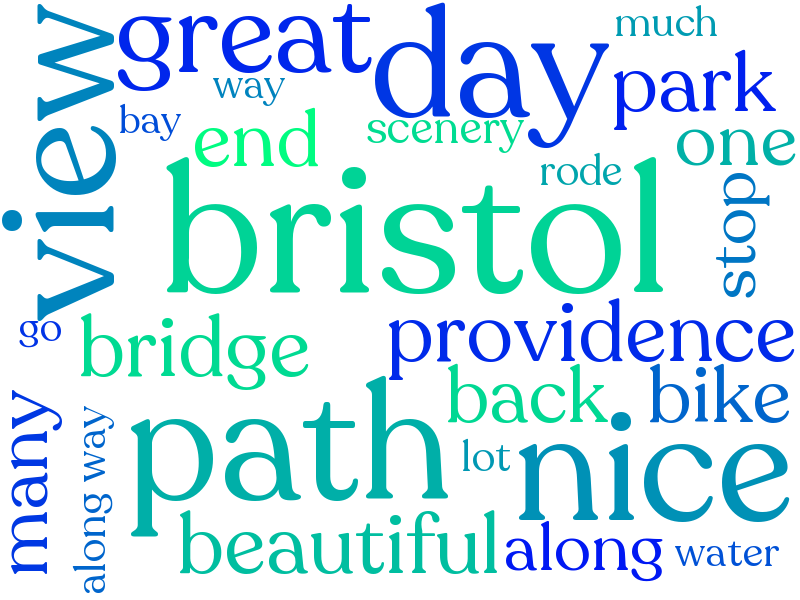 view
great
day
much
way
park
bay
end
scenery
one
rode
bristol
stop
go
bridge
providence
back
bike
many
along way
path
lot
nice
beautiful
along
water